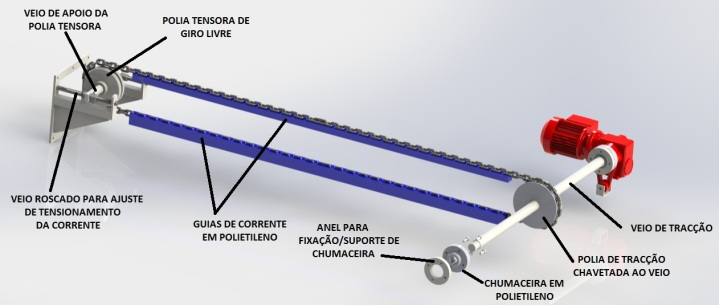 VEIO DE APOIO DA
POLIA TENSORA
POLIA TENSORA DE
GIRO LIVRE
VEIO ROSCADO PARA AJUSTE
DE TENSIONAMENTO
DA CORRENTE
GUIAS DE CORRENTE
EM POLIETILENO
ANEL PARA
FIXAÇÃO/SUPORTE DE
CHUMACEIRA
CHUMACEIRA EM
POLIETILENO
VEIO DE TRACÇÃO
POLIA DE TRACÇÃO
CHAVETADA AO VEIO